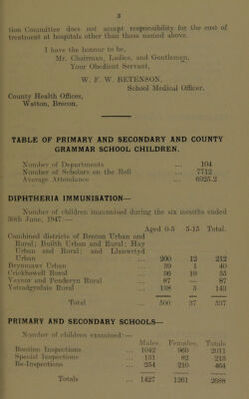 3
tion Committee does not accept responsibility for the cost of
treatment at hospitals other than those named above.
I have the honour to be,
Mr. Chairman, Ladies, and Gentlemen,
Your Obedient Servant,
W. F. W. BETENSON,
School Medical Officer.
County Health Offices,
Watton, Brecon.
TABLE OF PRIMARY AND SECONDARY AND COUNTY
GRAMMAR SCHOOL CHILDREN.
Number of Departments ... 104
Number of Scholars on the Roll ... 7712
Average Attendance ... 6925.2
DIPHTHERIA IMMUNISATION—
Number of children immunised during the six months ended
30th June, 1947 —
Aged 0-5 5-15 Total.
Combined districts of Brecon Urban and
Rural; Builth Urban and Rural; Hay
Urban and Rural; and Llanwrtyd
Urban 200 12 212
Brynmawr Urban 39 1 40
Crickhowell Rural 36 19 55
Vaynor and Penderyn Rural 87 — 87
Ystradgynlais Rural 138 5 143
Total 500 37 537
PRIMARY AND SECONDARY SCHOOLS—
Number of children examined:—
Males. Females. Totals
Routine Inspections 1042 969 2011
Special Inspections 131 82 213
Re-Inspections 254 210 464
Totals 1427 1261 2688